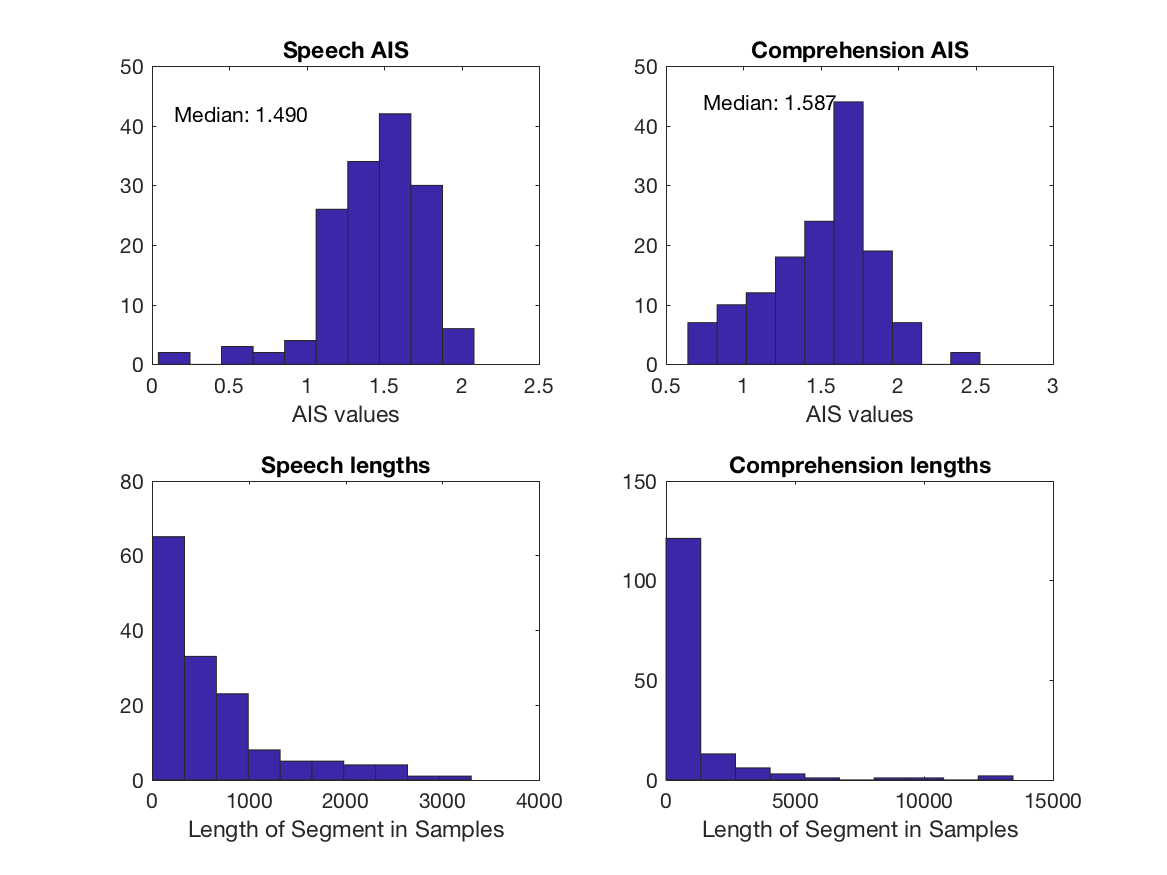 Speech AIS
50
40
30
20
10
0
Median: 1.490
0 0.5 1 1.5 2 2.5
AIS values
Comprehension AIS
50
40
30
20
10
0
Median: 1.587
0.5 1 1.5 2 2.5 3
AIS values
Speech lengths
80
60
40
20
0
0 1000 2000 3000 4000
Length of Segment in Samples
Comprehension lengths
150
100
50
0
0 5000 10000 15000
Length of Segment in Samples